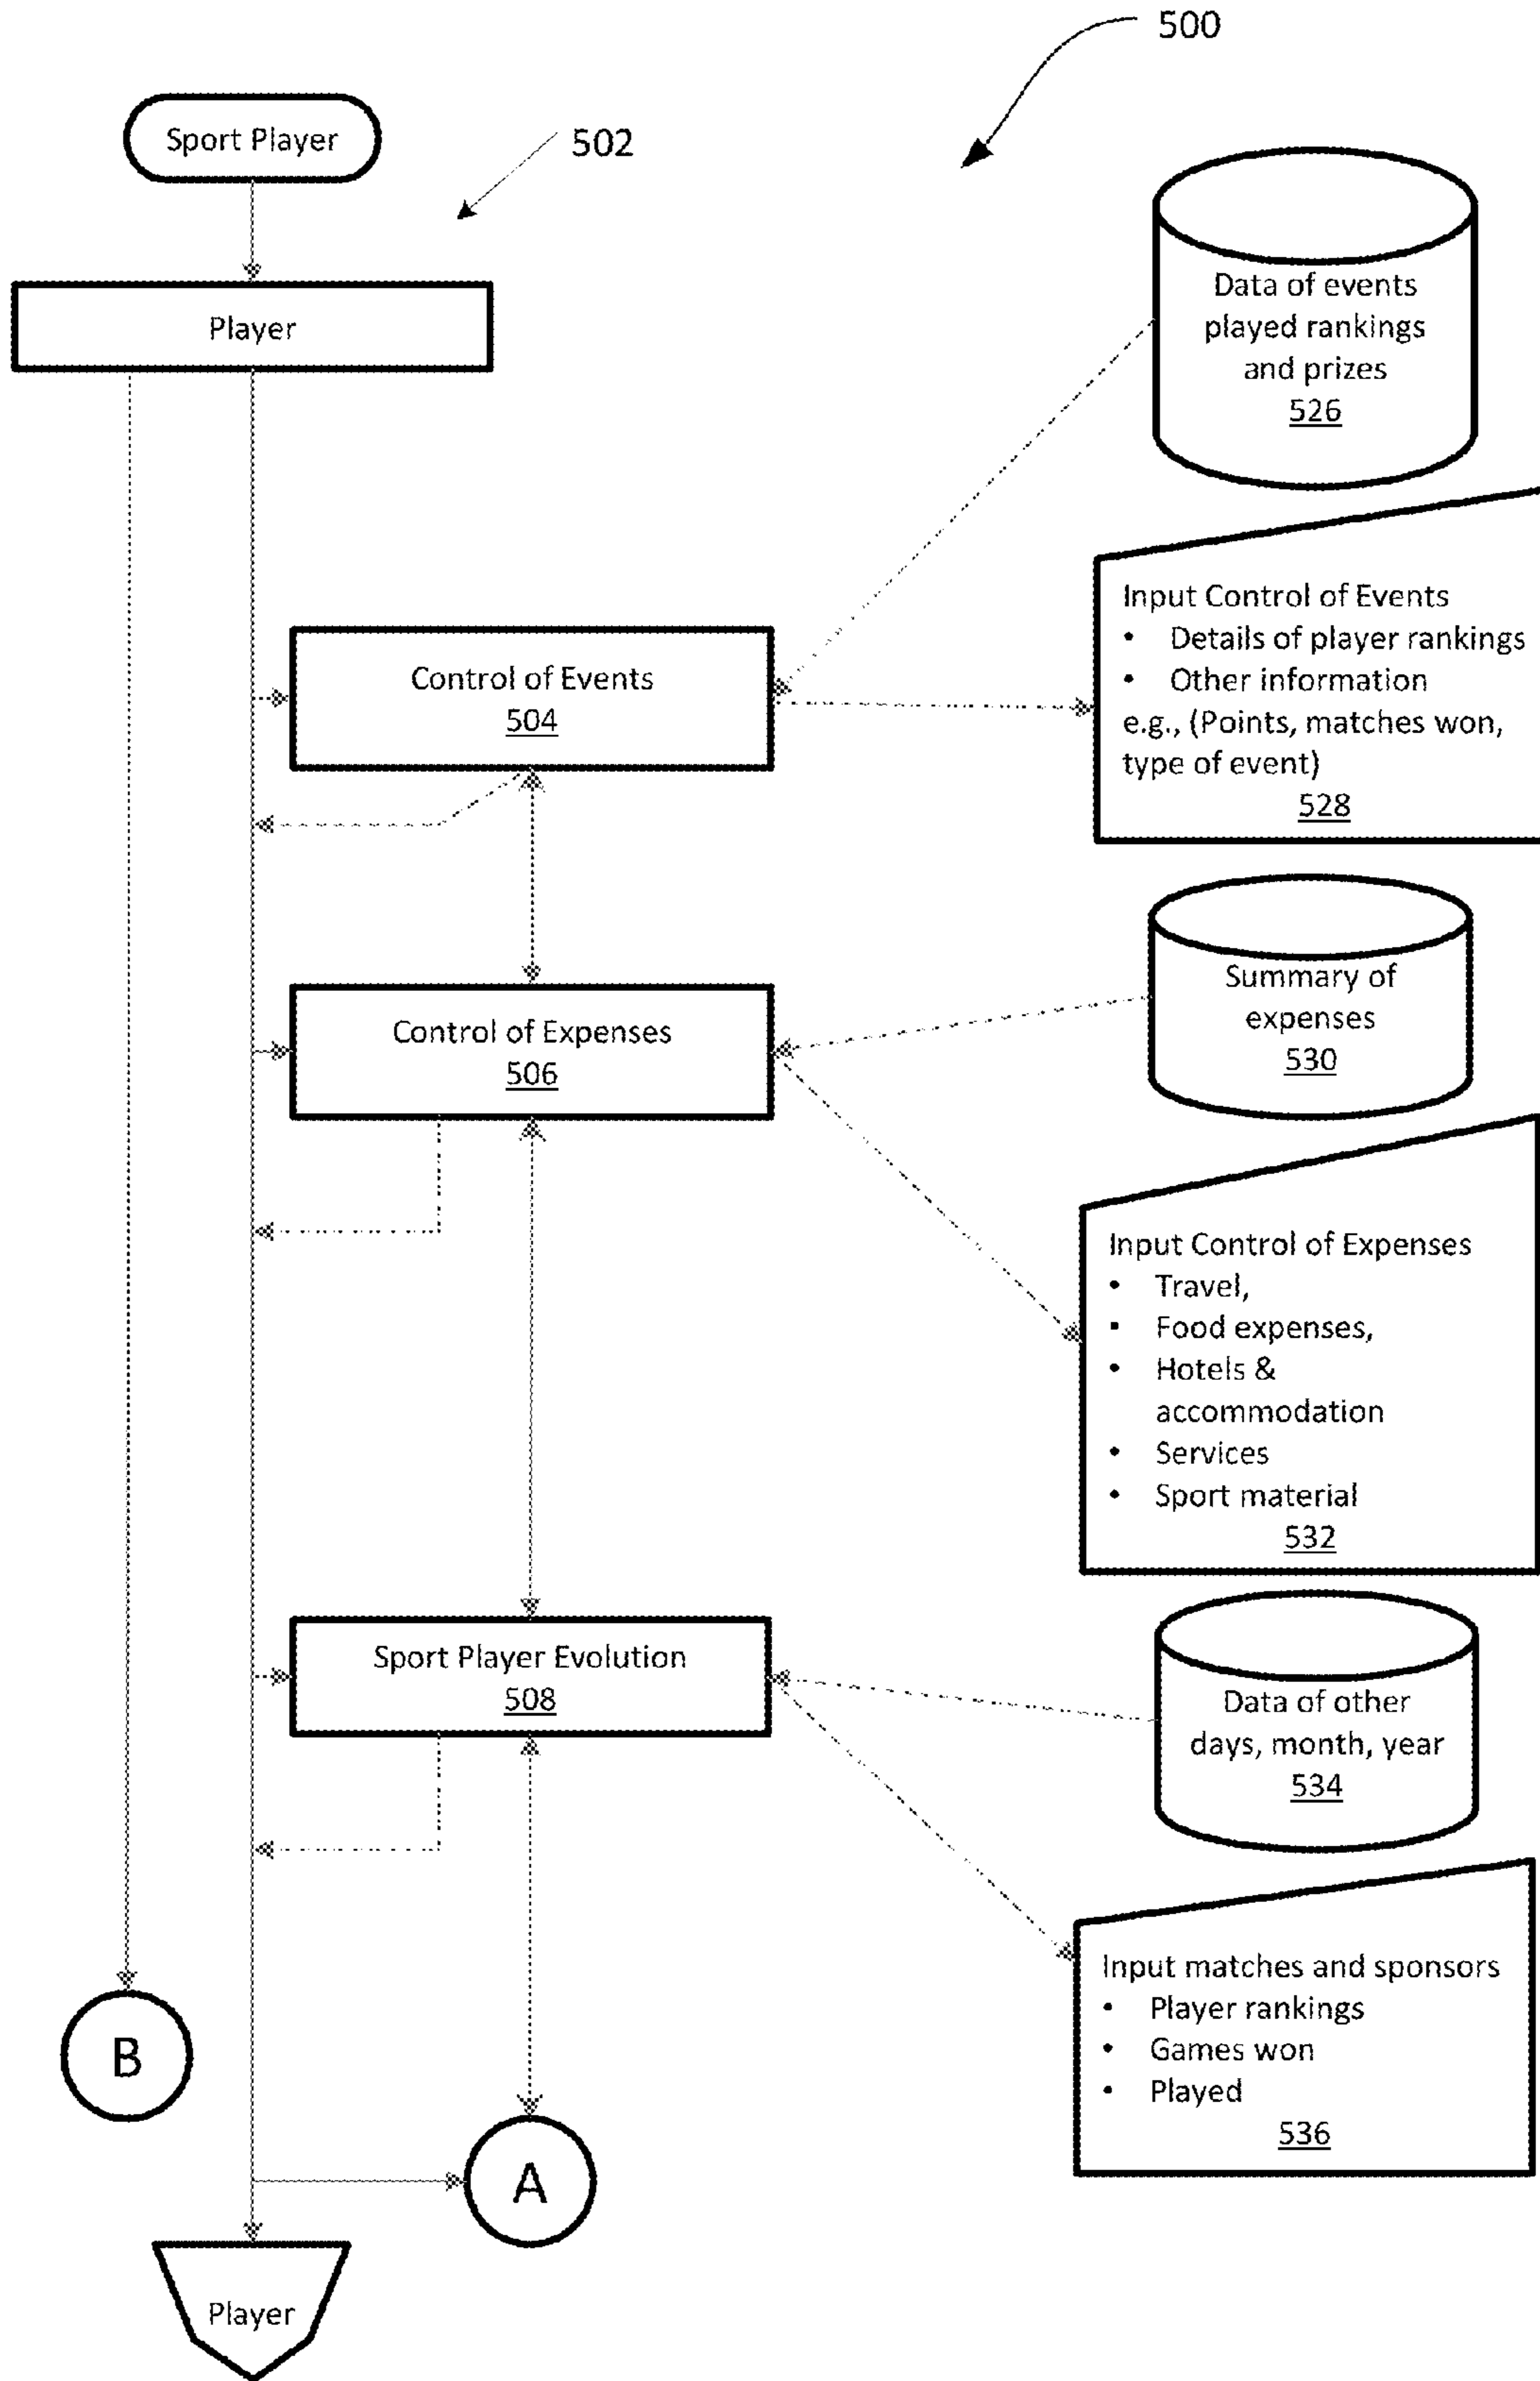 500
Sport Player
502
Player
Data of events
played rankings
and prizes
526
Input Control of Events
• Details of player rankings
• Other information
e.g., (Points, matches won,
type of event)
528
Control of Events
504
Summary of
expenses
530
Control of Expenses
506
Input Control of Expenses
• Travel,
• Food expenses,
• Hotels &
accommodation
• Services
• Sport material
532
Sport Player Evolution
508
Data of other
days, month, year
534
Input matches and sponsors
• Player rankings
• Games won
• Played
536
B
A
Player